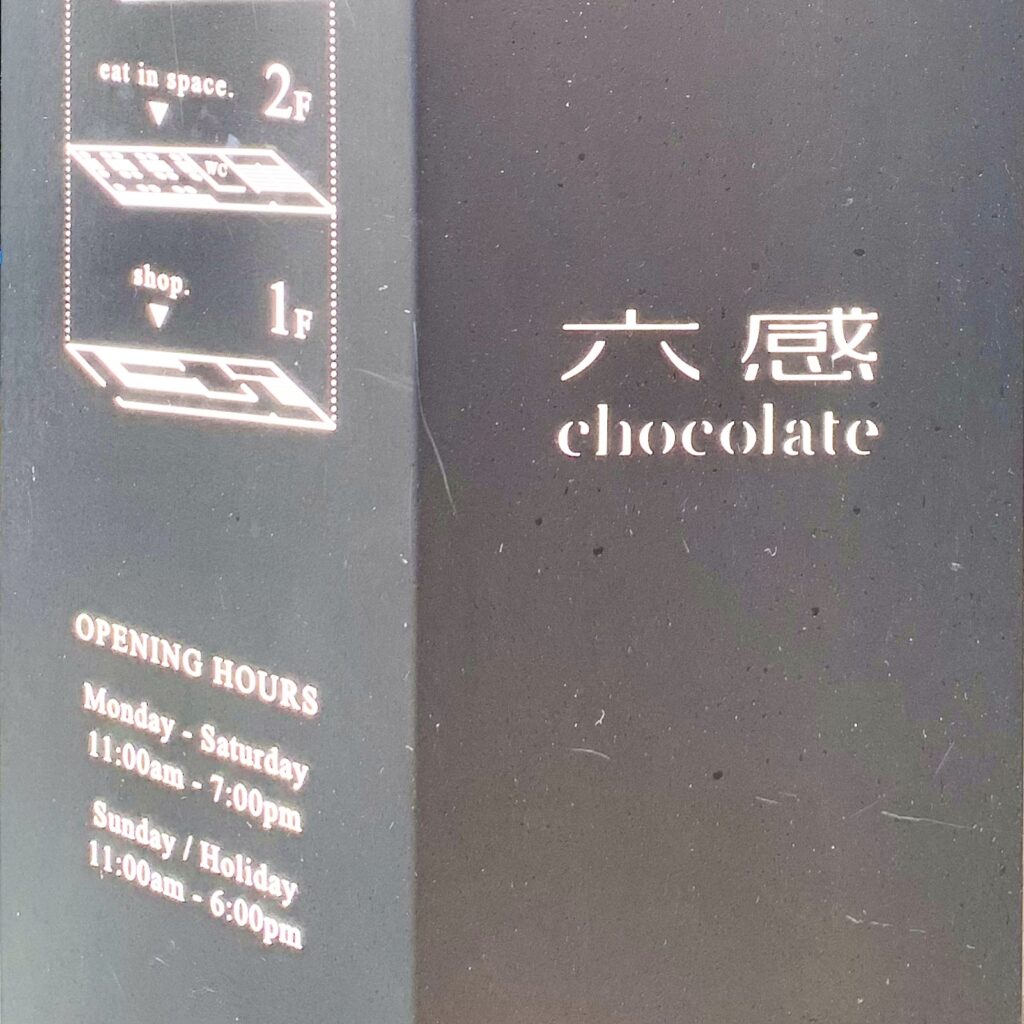 eat in space.
2F
WC
shop.
1F
六感
chocolate
OPENING HOURS
Monday - Saturday
11:00am - 7:00pm
Sunday / Holiday
11:00am - 6:00pm